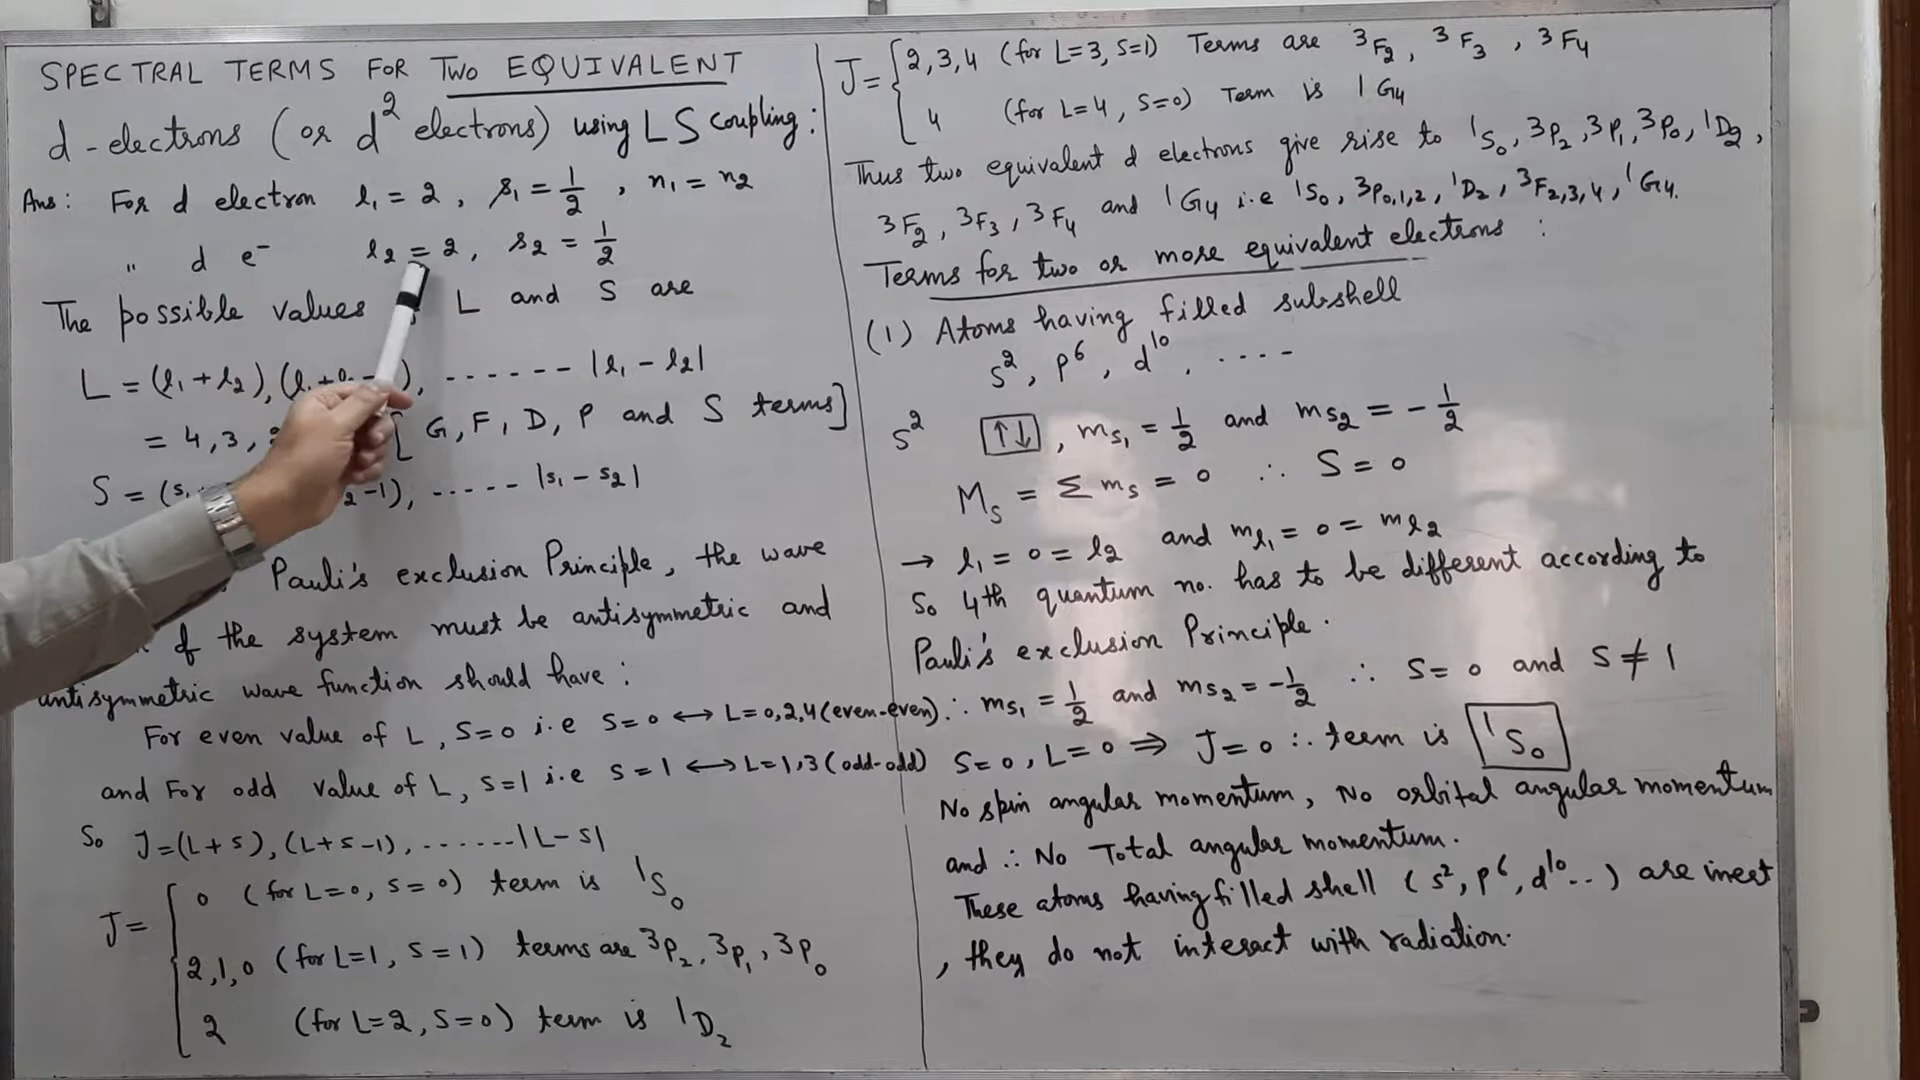 SPECTRAL TERMS FOR TWO EQUIVALENT
d-electrons (or d² electrons) using LS coupling:
Ans: For d electron l₁ = 2, s₁ = 1/2, n₁ = n₂
" d e⁻ l₂ = 2, s₂ = 1/2
The possible values L and S are
L = (l₁ + l₂), (l₁+l₂-1), ------ |l₁ - l₂|
= 4, 3, [G, F, D, P and S terms]
S = (s₁ 2-1), ----- |s₁ - s₂|
Pauli's exclusion Principle, the wave
of the system must be antisymmetric and
antisymmetric wave function should have:
For even value of L, S=0 i.e S=0 ↔ L=0,2,4 (even-even)
and For odd value of L, S=1 i.e S=1 ↔ L=1,3 (odd-odd)
So J=(L+S), (L+S-1), ------ |L-S|
J= { 0 (for L=0, S=0) term is ¹S₀
2,1,0 (for L=1, S=1) terms are ³P₂, ³P₁, ³P₀
2 (for L=2, S=0) term is ¹D₂
J= { 2,3,4 (for L=3, S=1) Terms are ³F₂, ³F₃, ³F₄
4 (for L=4, S=0) Term is ¹G₄
Thus two equivalent d electrons give rise to ¹S₀, ³P₂, ³P₁, ³P₀, ¹D₂,
³F₂, ³F₃, ³F₄ and ¹G₄ i.e ¹S₀, ³P₀,₁,₂, ¹D₂, ³F₂,₃,₄, ¹G₄.
Terms for two or more equivalent electrons:
(1) Atoms having filled subshell
s², p⁶, d¹⁰, ----
s² [↑↓], mₛ₁ = 1/2 and mₛ₂ = -1/2
Mₛ = Σmₛ = 0 ∴ S = 0
→ l₁ = 0 = l₂ and mₗ₁ = 0 = mₗ₂
So 4th quantum no. has to be different according to
Pauli's exclusion Principle.
∴ mₛ₁ = 1/2 and mₛ₂ = -1/2 ∴ S = 0 and S ≠ 1
S=0, L=0 ⇒ J=0 ∴ term is ¹S₀
No spin angular momentum, No orbital angular momentum
and ∴ No Total angular momentum.
These atoms having filled shell (s², p⁶, d¹⁰..) are inert
, they do not interact with radiation.